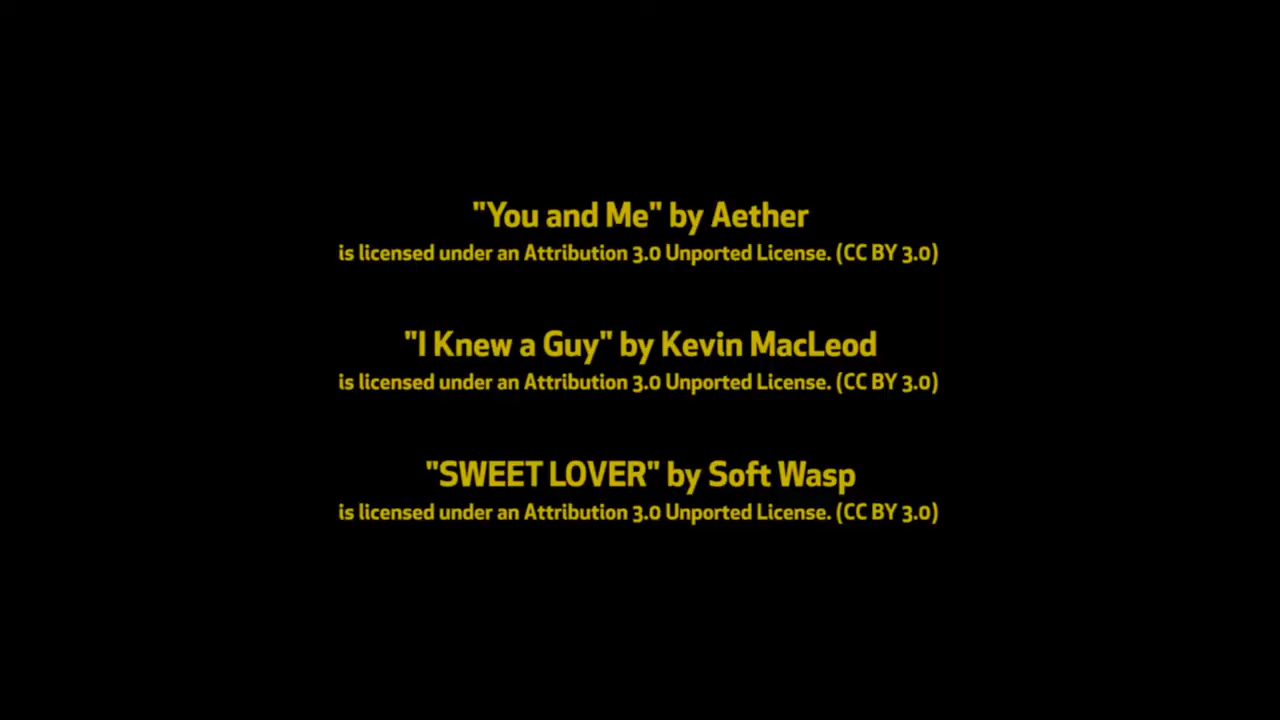 "You and Me" by Aether
is licensed under an Attribution 3.0 Unported License. (CC BY 3.0)
"I Knew a Guy" by Kevin MacLeod
is licensed under an Attribution 3.0 Unported License. (CC BY 3.0)
"SWEET LOVER" by Soft Wasp
is licensed under an Attribution 3.0 Unported License. (CC BY 3.0)